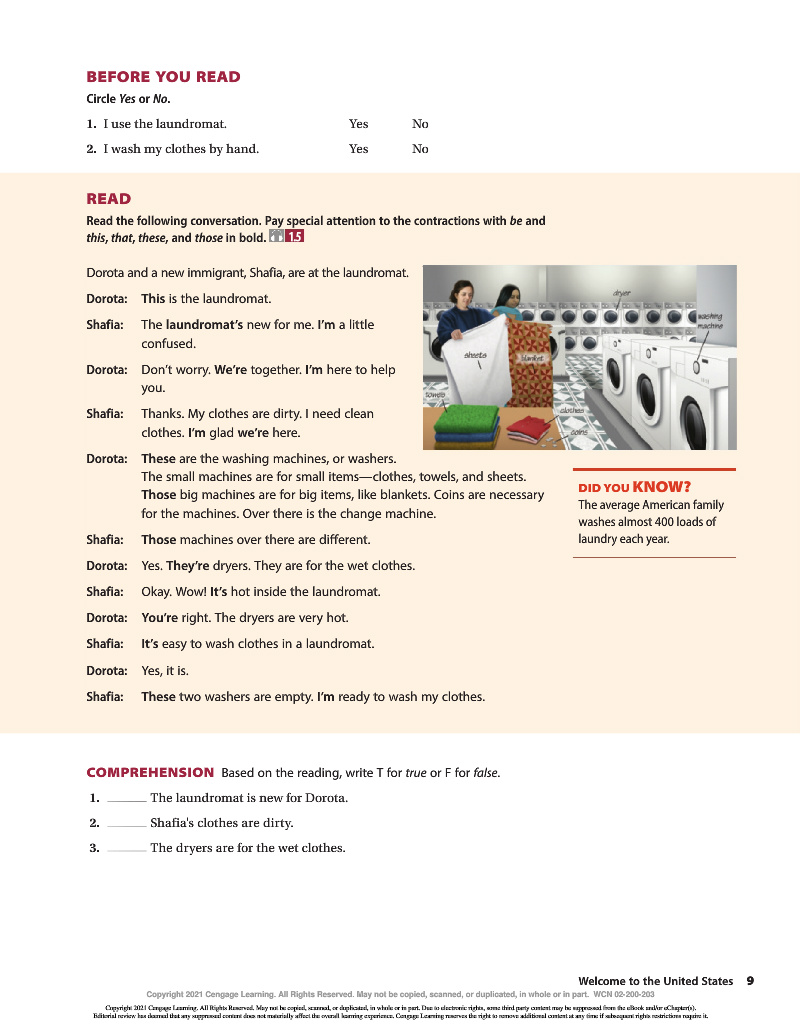 BEFORE YOU READ
Circle Yes or No.
1. I use the laundromat. Yes No
2. I wash my clothes by hand. Yes No
READ
Read the following conversation. Pay special attention to the contractions with be and
this, that, these, and those in bold. 15
Dorota and a new immigrant, Shafia, are at the laundromat.
Dorota: This is the laundromat.
Shafia: The laundromat's new for me. I'm a little
confused.
Dorota: Don't worry. We're together. I'm here to help
you.
Shafia: Thanks. My clothes are dirty. I need clean
clothes. I'm glad we're here.
Dorota: These are the washing machines, or washers.
The small machines are for small items—clothes, towels, and sheets.
Those big machines are for big items, like blankets. Coins are necessary
for the machines. Over there is the change machine.
Shafia: Those machines over there are different.
Dorota: Yes. They're dryers. They are for the wet clothes.
Shafia: Okay. Wow! It's hot inside the laundromat.
Dorota: You're right. The dryers are very hot.
Shafia: It's easy to wash clothes in a laundromat.
Dorota: Yes, it is.
Shafia: These two washers are empty. I'm ready to wash my clothes.
dryer
washing
machine
sheets
blanket
towels
clothes
coins
DID YOU KNOW?
The average American family
washes almost 400 loads of
laundry each year.
COMPREHENSION Based on the reading, write T for true or F for false.
1. ______ The laundromat is new for Dorota.
2. ______ Shafia's clothes are dirty.
3. ______ The dryers are for the wet clothes.
Welcome to the United States 9
Copyright 2021 Cengage Learning. All Rights Reserved. May not be copied, scanned, or duplicated, in whole or in part. WCN 02-200-203
Copyright 2021 Cengage Learning. All Rights Reserved. May not be copied, scanned, or duplicated, in whole or in part. Due to electronic rights, some third party content may be suppressed from the eBook and/or eChapter(s).
Editorial review has deemed that any suppressed content does not materially affect the overall learning experience. Cengage Learning reserves the right to remove additional content at any time if subsequent rights restrictions require it.